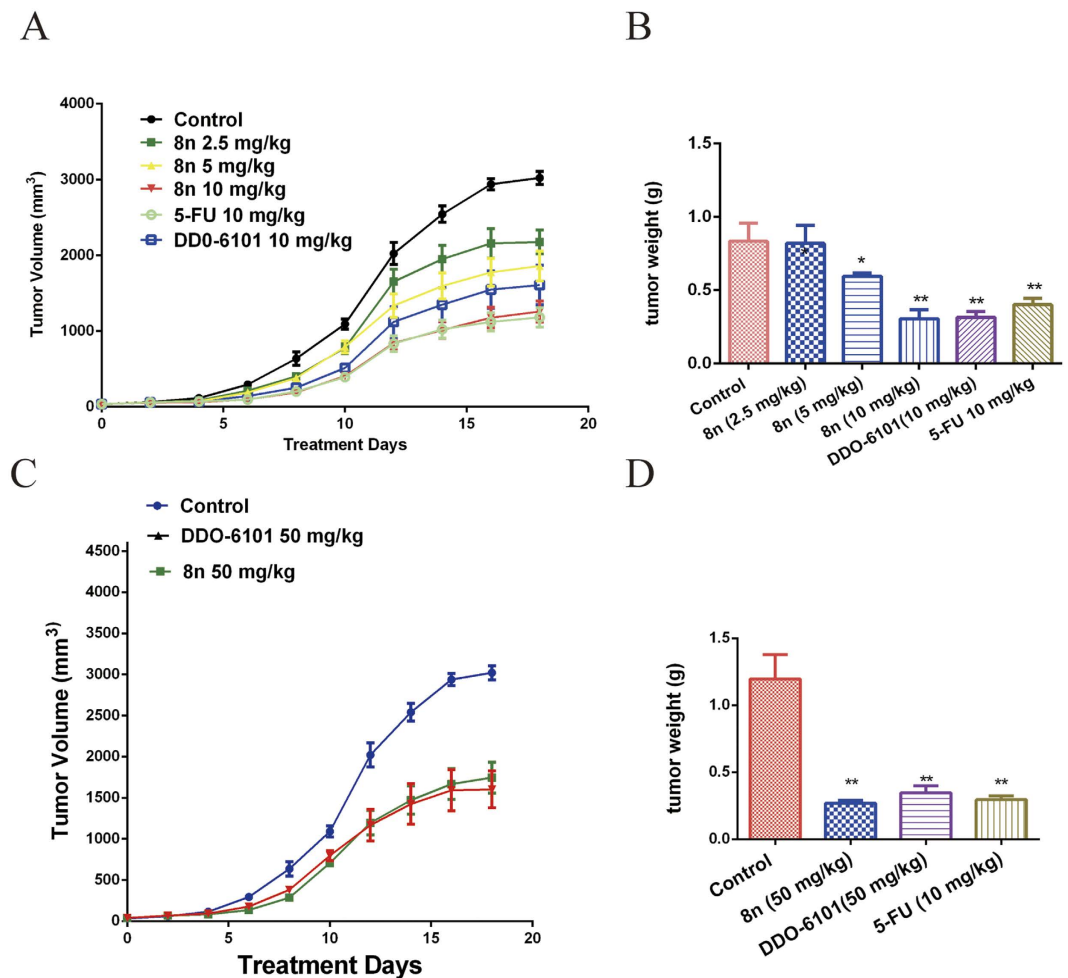 A
B
4000
3000
2000
1000
0
Tumor Volume (mm3)
Control
8n 2.5 mg/kg
8n 5 mg/kg
8n 10 mg/kg
5-FU 10 mg/kg
DD0-6101 10 mg/kg
0
5
10
15
20
Treatment Days
1.5
1.0
0.5
0.0
tumor weight (g)
*
*
**
**
**
Control
8n (2.5 mg/kg)
8n (5 mg/kg)
8n (10 mg/kg)
DDO-6101(10 mg/kg)
5-FU 10 mg/kg
C
D
Control
DDO-6101 50 mg/kg
8n 50 mg/kg
4500
4000
3500
3000
2500
2000
1500
1000
500
0
Tumor Volume (mm3)
0
5
10
15
20
Treatment Days
1.5
1.0
0.5
0.0
tumor weight (g)
**
**
**
Control
8n (50 mg/kg)
DDO-6101(50 mg/kg)
5-FU (10 mg/kg)